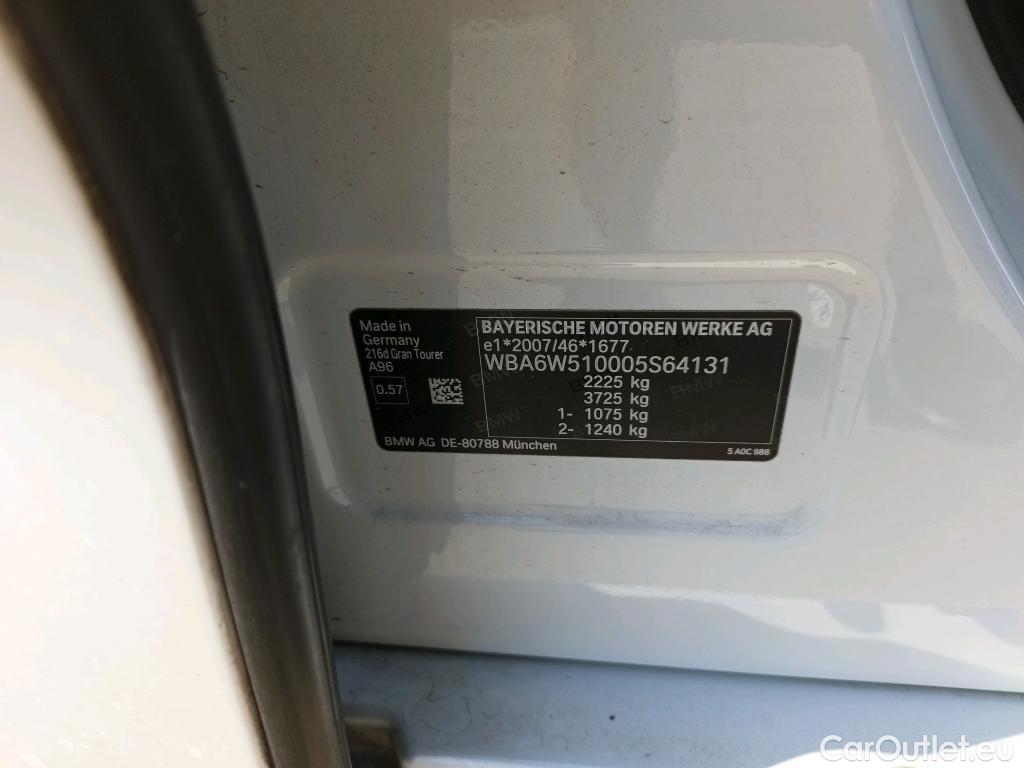 Made in
Germany
216d Gran Tourer
A96
0.57
BAYERISCHE MOTOREN WERKE AG
e1*2007/46*1677
WBA6W510005S64131
2225 kg
3725 kg
1- 1075 kg
2- 1240 kg
BMW AG DE-80788 München
5 A0C 986
CarOutlet.eu